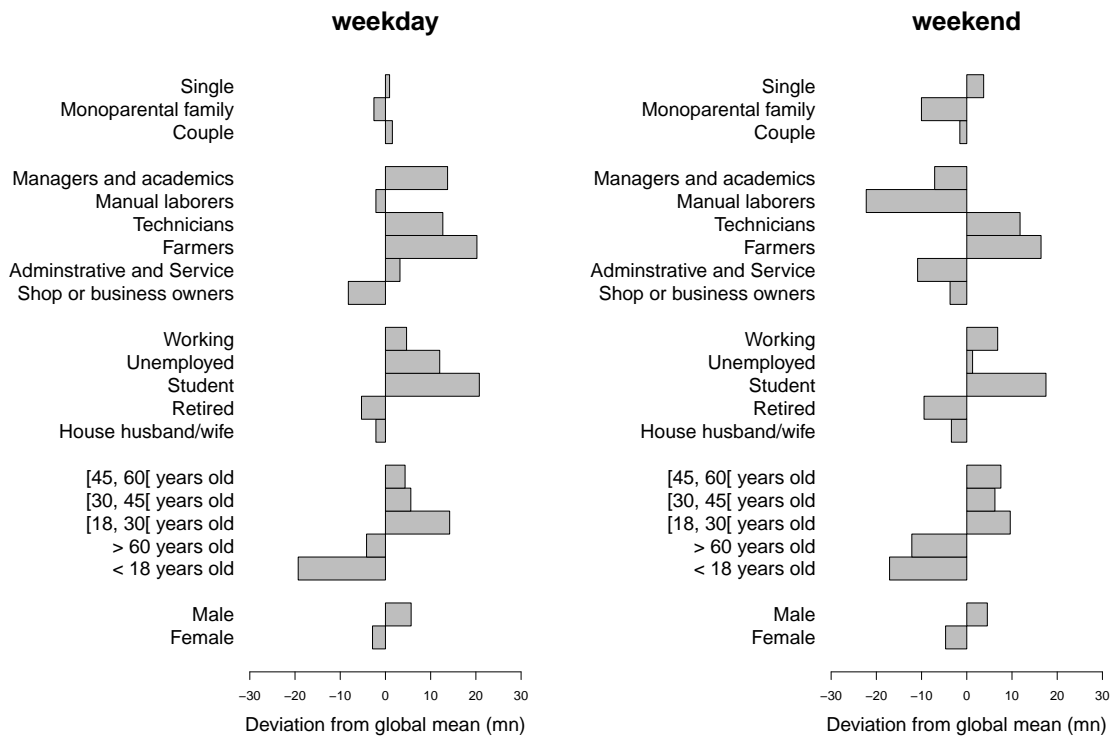 weekday
Single
Monoparental family
Couple
Managers and academics
Manual laborers
Technicians
Farmers
Adminstrative and Service
Shop or business owners
Working
Unemployed
Student
Retired
House husband/wife
[45, 60[ years old
[30, 45[ years old
[18, 30[ years old
> 60 years old
< 18 years old
Male
Female
−30 −20 −10 0 10 20 30
Deviation from global mean (mn)
weekend
Single
Monoparental family
Couple
Managers and academics
Manual laborers
Technicians
Farmers
Adminstrative and Service
Shop or business owners
Working
Unemployed
Student
Retired
House husband/wife
[45, 60[ years old
[30, 45[ years old
[18, 30[ years old
> 60 years old
< 18 years old
Male
Female
−30 −20 −10 0 10 20 30
Deviation from global mean (mn)